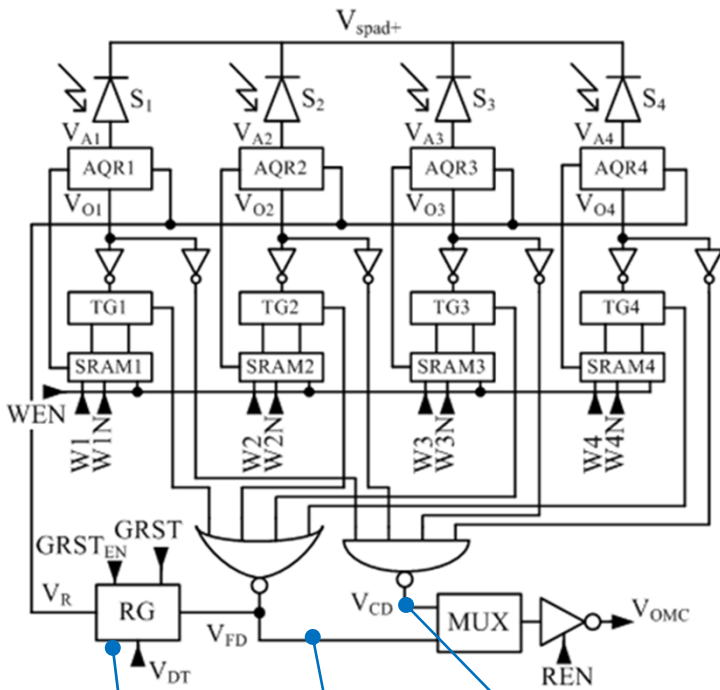 Vspad+
S1 S2 S3 S4
VA1 VA2 VA3 VA4
AQR1 AQR2 AQR3 AQR4
VO1 VO2 VO3 VO4
TG1 TG2 TG3 TG4
SRAM1 SRAM2 SRAM3 SRAM4
WEN
W1 W1N W2 W2N W3 W3N W4 W4N
GRST
GRSTEN
VR RG VFD VCD MUX VOMC
VDT REN